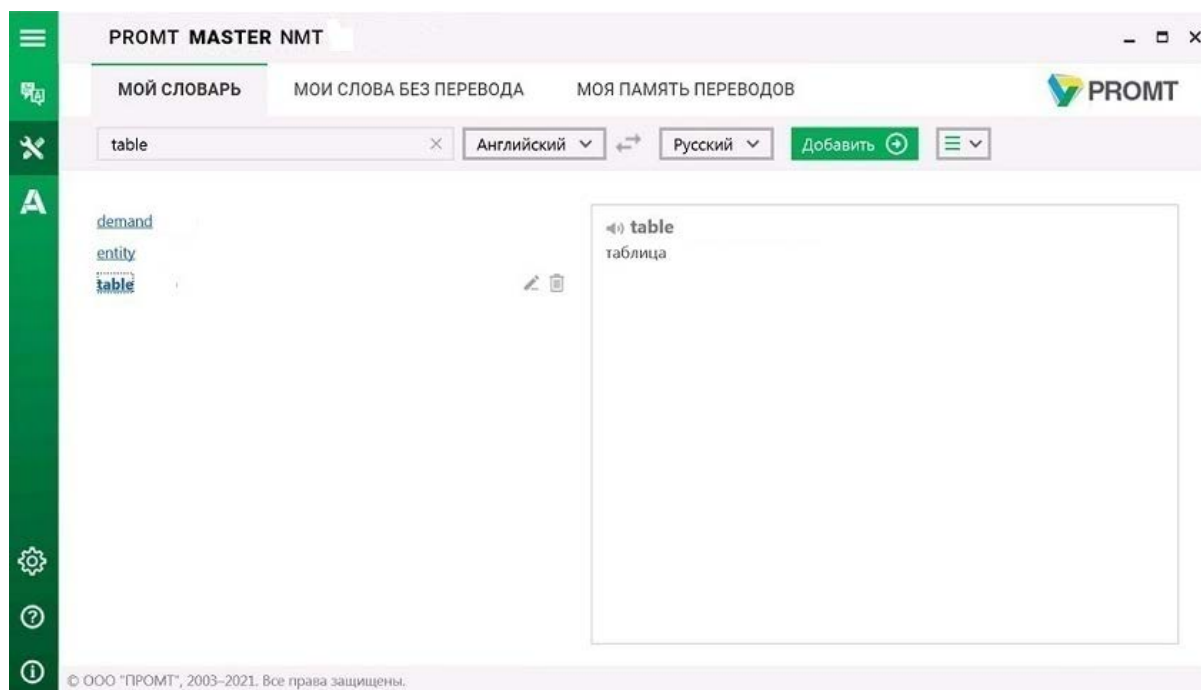 PROMT MASTER NMT
МОЙ СЛОВАРЬ МОИ СЛОВА БЕЗ ПЕРЕВОДА МОЯ ПАМЯТЬ ПЕРЕВОДОВ PROMT
table Английский Русский Добавить
demand
entity
table
table
таблица
© ООО "ПРОМТ", 2003–2021. Все права защищены.